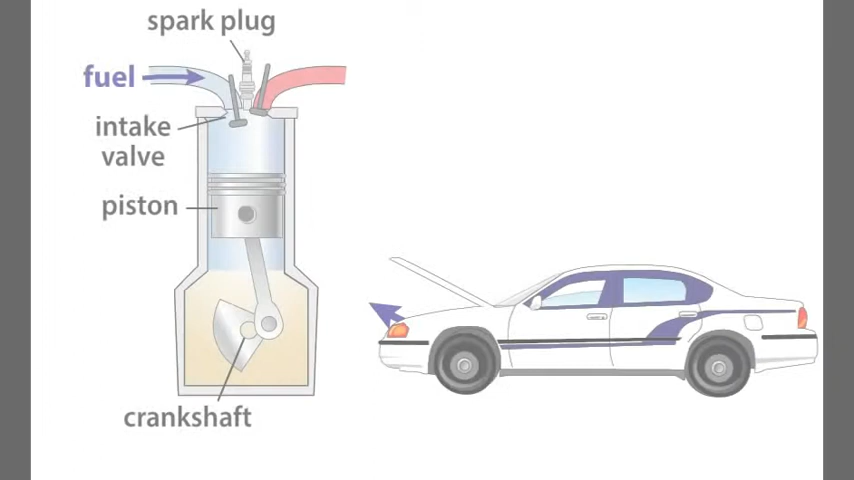 spark plug
fuel
intake
valve
piston
crankshaft